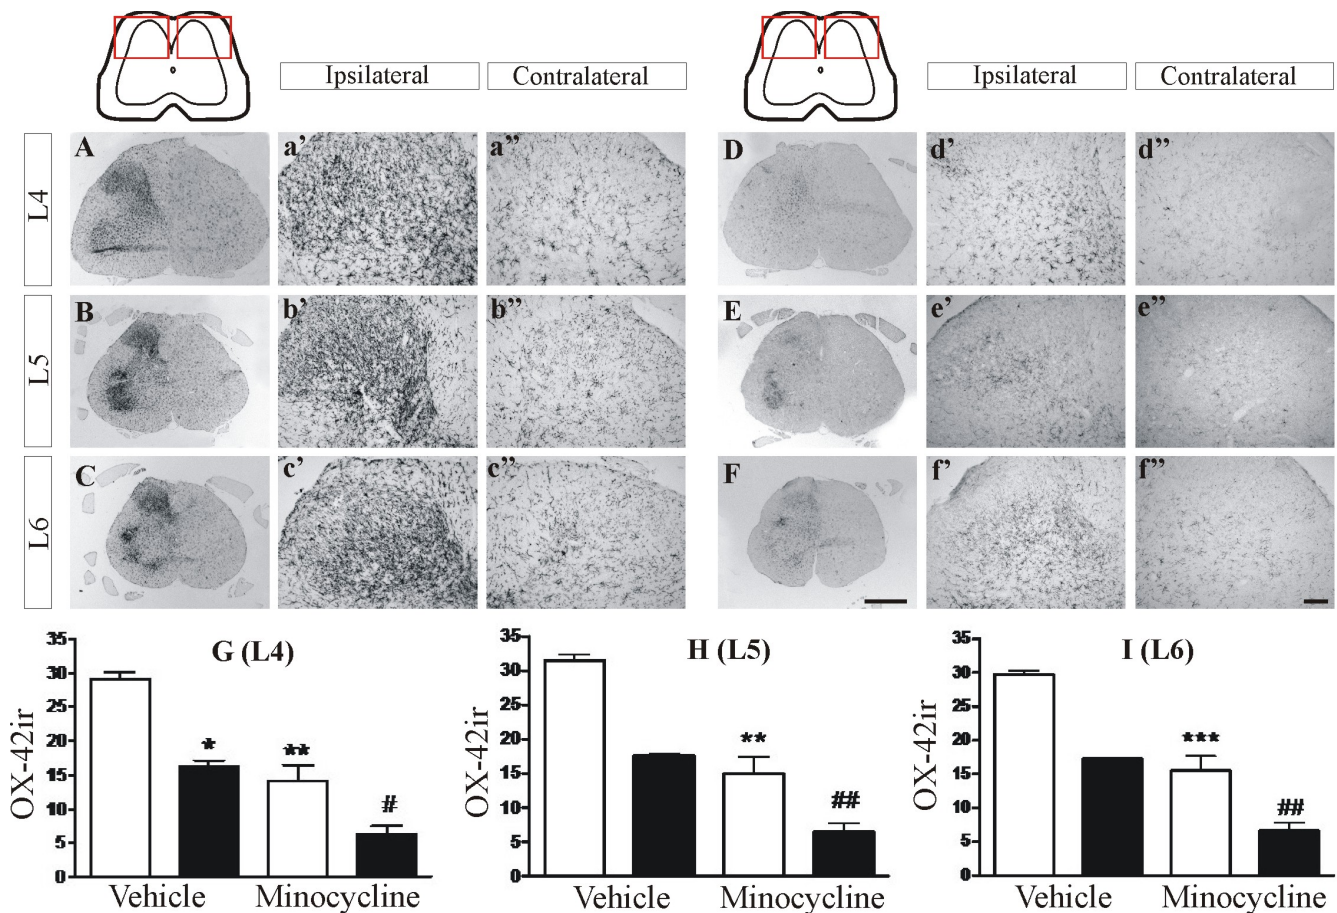 Ipsilateral Contralateral Ipsilateral Contralateral
L4 A a’ a’’ D d’ d’’
L5 B b’ b’’ E e’ e’’
L6 C c’ c’’ F f’ f’’
G (L4)
OX-42ir
35
30
25
20
15
10
5
0
*
**
#
Vehicle Minocycline
H (L5)
OX-42ir
35
30
25
20
15
10
5
0
**
##
Vehicle Minocycline
I (L6)
OX-42ir
35
30
25
20
15
10
5
0
***
##
Vehicle Minocycline